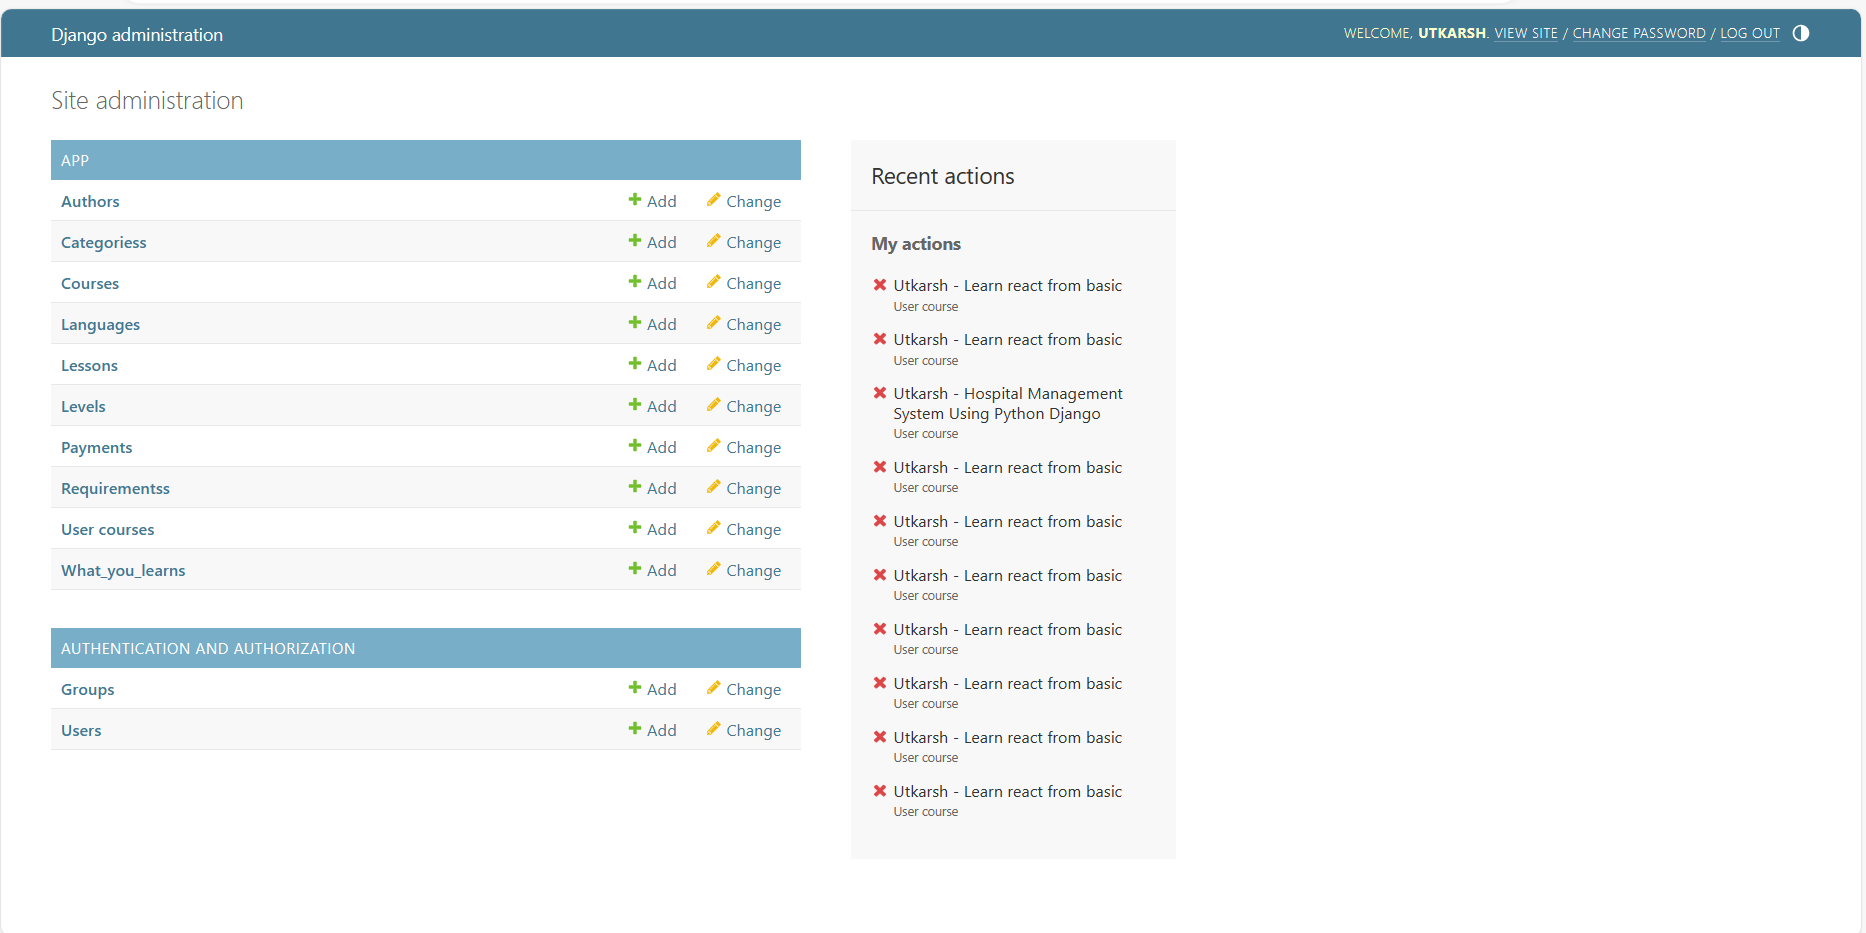 Django administration
WELCOME, UTKARSH. VIEW SITE / CHANGE PASSWORD / LOG OUT
Site administration
APP
Authors Add Change
Categoriess Add Change
Courses Add Change
Languages Add Change
Lessons Add Change
Levels Add Change
Payments Add Change
Requirementss Add Change
User courses Add Change
What_you_learns Add Change
AUTHENTICATION AND AUTHORIZATION
Groups Add Change
Users Add Change
Recent actions
My actions
Utkarsh - Learn react from basic
User course
Utkarsh - Learn react from basic
User course
Utkarsh - Hospital Management
System Using Python Django
User course
Utkarsh - Learn react from basic
User course
Utkarsh - Learn react from basic
User course
Utkarsh - Learn react from basic
User course
Utkarsh - Learn react from basic
User course
Utkarsh - Learn react from basic
User course
Utkarsh - Learn react from basic
User course
Utkarsh - Learn react from basic
User course